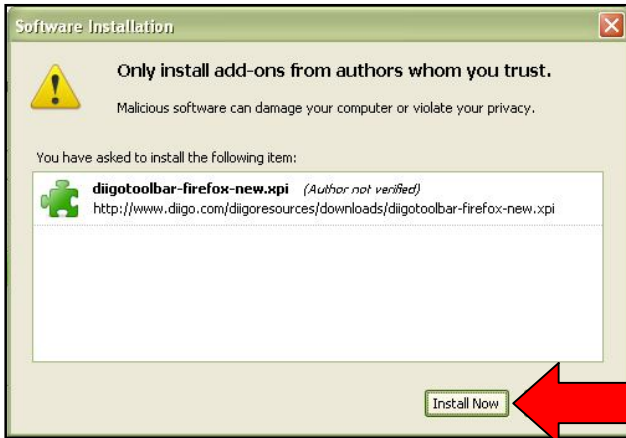 Software Installation
Only install add-ons from authors whom you trust.
Malicious software can damage your computer or violate your privacy.
You have asked to install the following item:
diigotoolbar-firefox-new.xpi (Author not verified)
http://www.diigo.com/diigoresources/downloads/diigotoolbar-firefox-new.xpi
Install Now